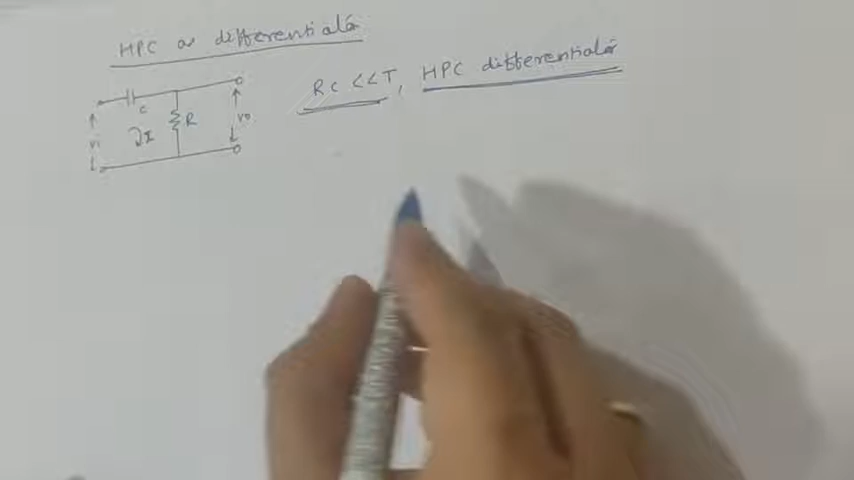 HPC as differentiator
RC << T, HPC differentiator
C
Vi
I
R
Vo